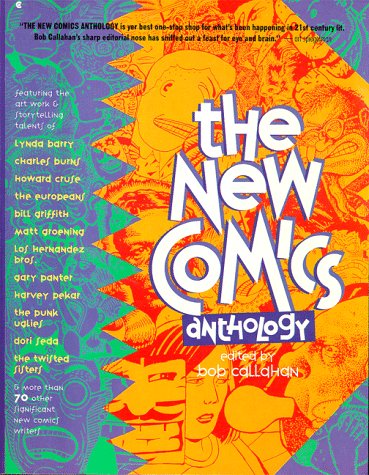 "THE NEW COMICS ANTHOLOGY is yer best one-stop shop for what's been happening in 21st century lit.
Bob Callahan's sharp editorial nose has sniffed out a feast for eye and brain."
featuring the
art work &
storytelling
talents of
lynda barry
charles burns
howard cruse
the europeans
bill griffith
matt groening
los hernandez
bros.
gary panter
harvey pekar
the punk
uglies
dori seda
the twisted
sisters
& more than
70 other
significant
new comics
writers
the
New
Comics
anthology
edited by
bob callahan